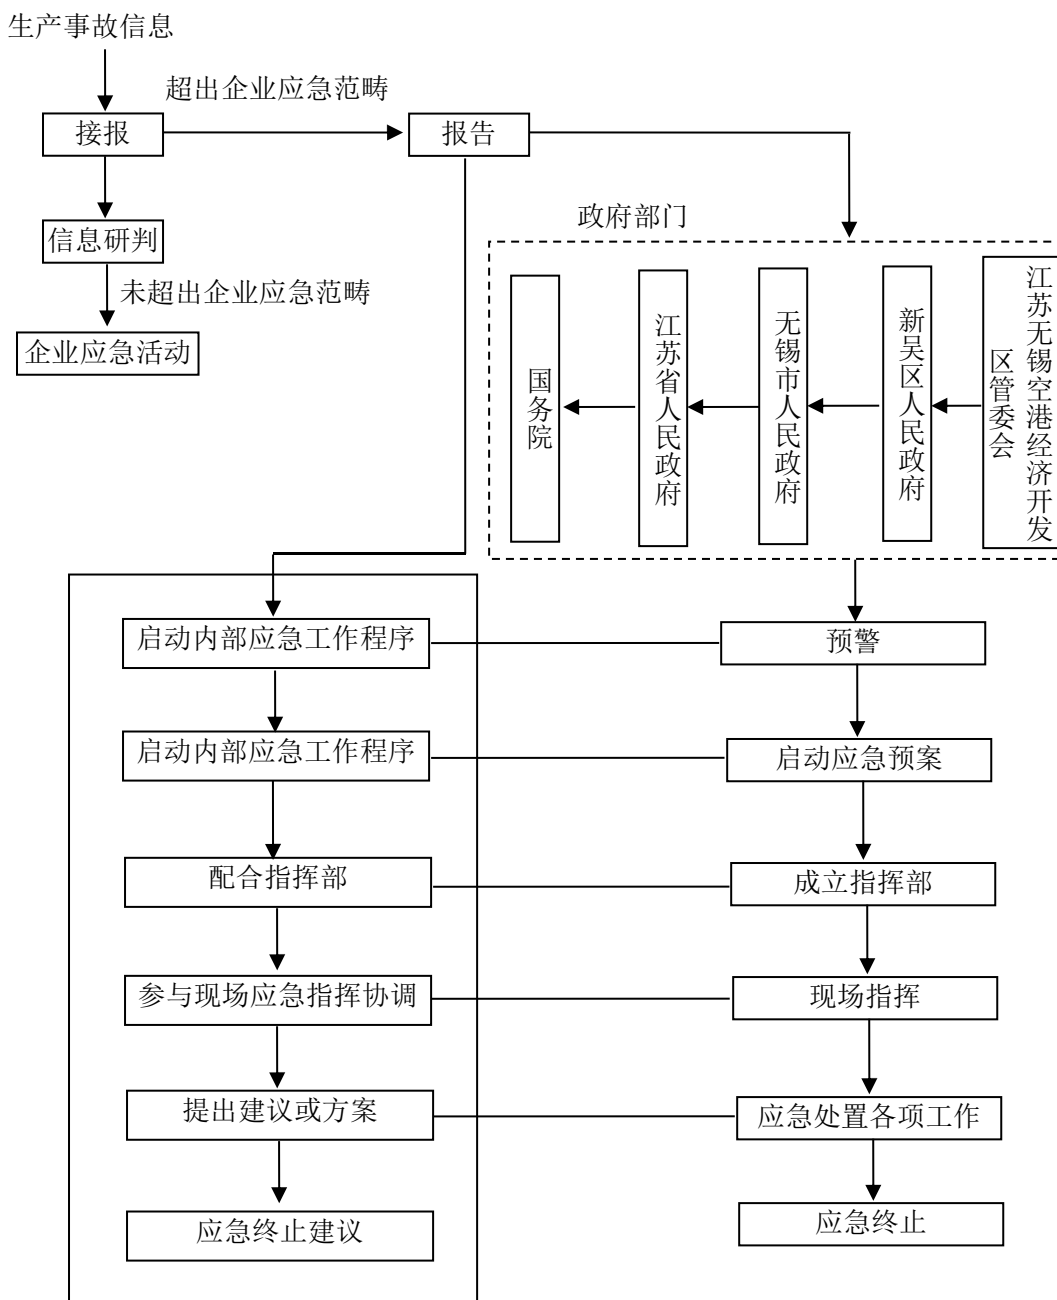 生产事故信息
超出企业应急范畴
接报
报告
政府部门
信息研判
未超出企业应急范畴
企业应急活动
国务院
江苏省人民政府
无锡市人民政府
新吴区人民政府
江苏无锡空港经济开发
区管委会
启动内部应急工作程序
预警
启动内部应急工作程序
启动应急预案
配合指挥部
成立指挥部
参与现场应急指挥协调
现场指挥
提出建议或方案
应急处置各项工作
应急终止建议
应急终止